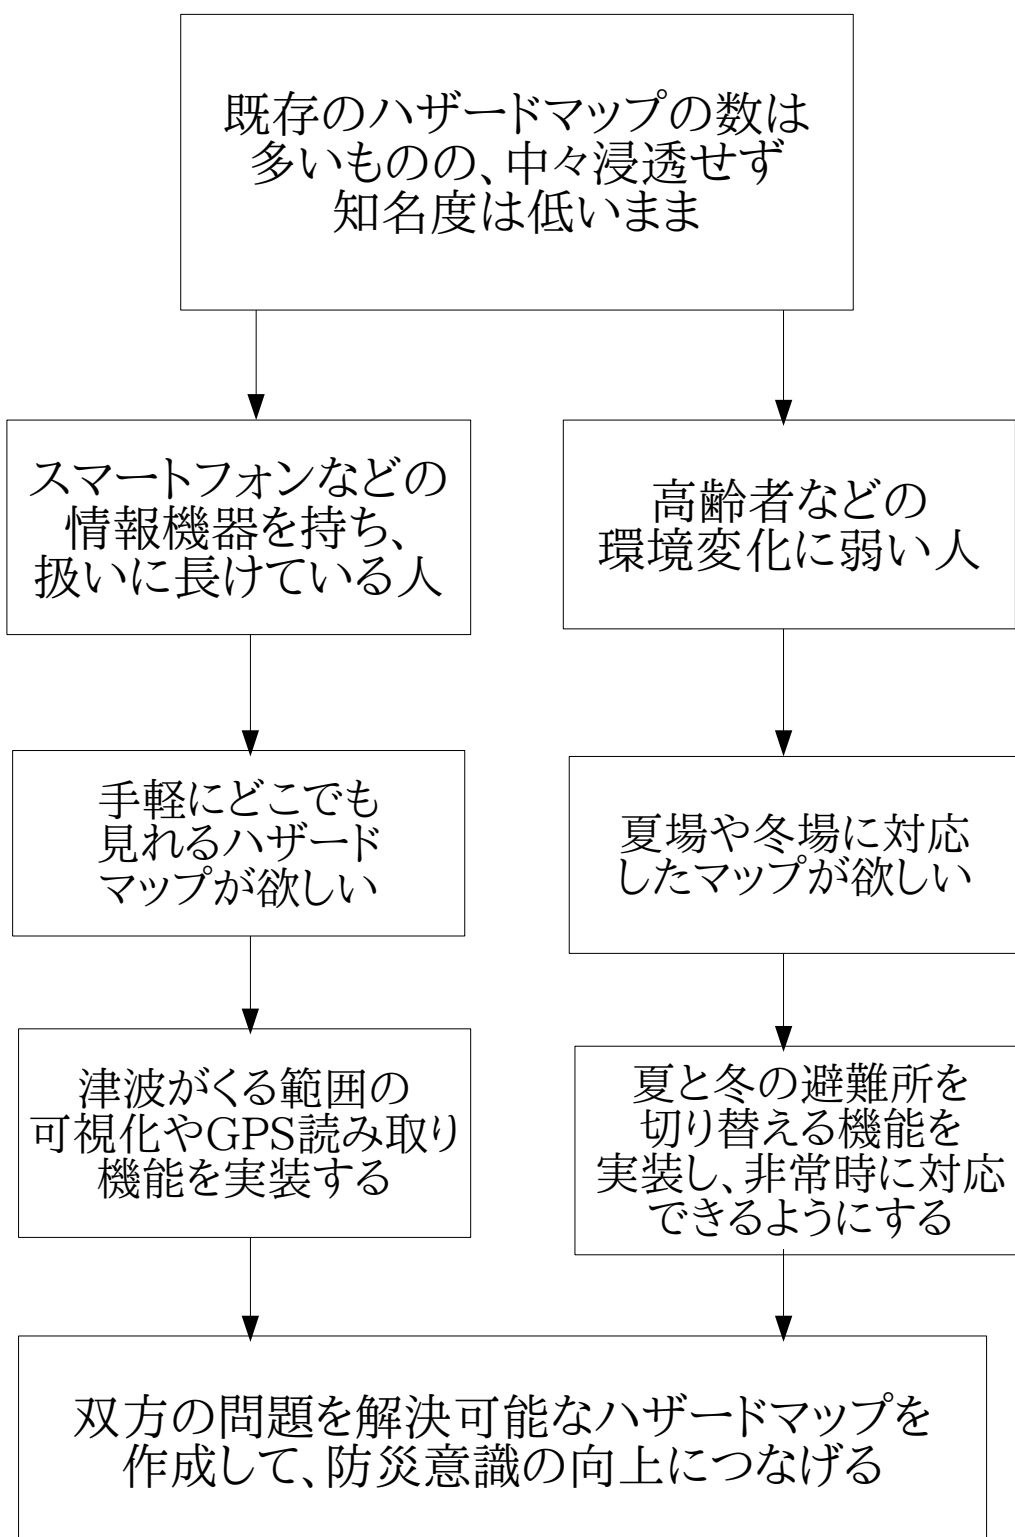 既存のハザードマップの数は
多いものの、中々浸透せず
知名度は低いまま
スマートフォンなどの
情報機器を持ち、
扱いに長けている人
高齢者などの
環境変化に弱い人
手軽にどこでも
見れるハザード
マップが欲しい
夏場や冬場に対応
したマップが欲しい
津波がくる範囲の
可視化やGPS読み取り
機能を実装する
夏と冬の避難所を
切り替える機能を
実装し、非常時に対応
できるようにする
双方の問題を解決可能なハザードマップを
作成して、防災意識の向上につなげる